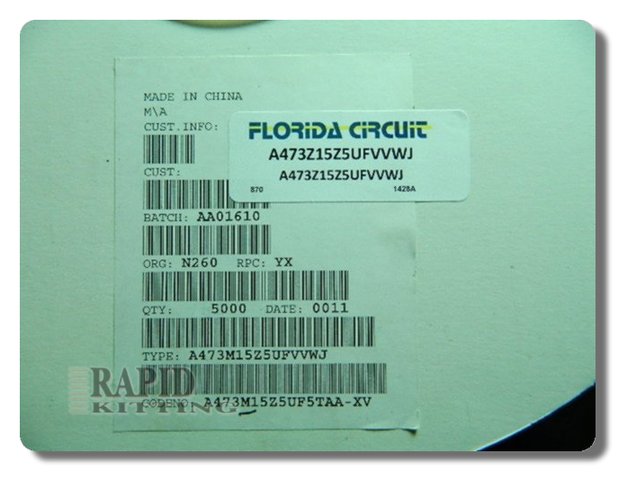 MADE IN CHINA
M\A
CUST.INFO:
FLORIDA CIRCUIT
A473Z15Z5UFVVWJ
A473Z15Z5UFVVWJ
870 1428A
CUST:
BATCH: AA01610
ORG: N260 RPC: YX
QTY: 5000 DATE: 0011
TYPE: A473M15Z5UFVVWJ
RAPID
KITTING
CODENO. A473M15Z5UF5TAA-XV